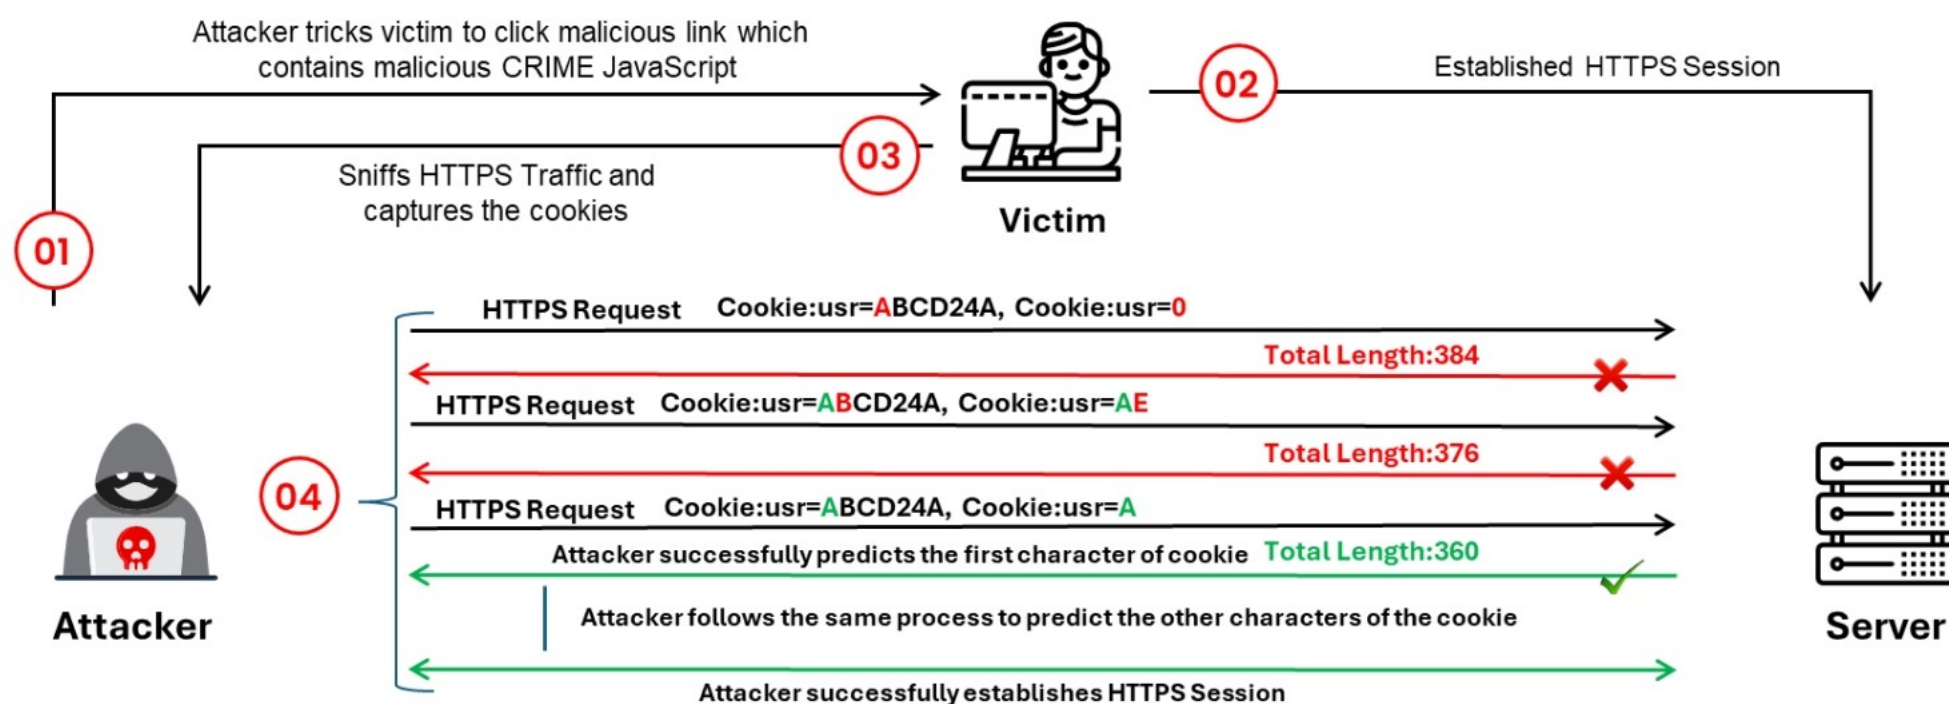 Attacker tricks victim to click malicious link which
contains malicious CRIME JavaScript
02
Established HTTPS Session
03
Sniffs HTTPS Traffic and
captures the cookies
Victim
01
HTTPS Request Cookie:usr=ABCD24A, Cookie:usr=0
Total Length:384
HTTPS Request Cookie:usr=ABCD24A, Cookie:usr=AE
Total Length:376
04
HTTPS Request Cookie:usr=ABCD24A, Cookie:usr=A
Attacker successfully predicts the first character of cookie Total Length:360
Attacker follows the same process to predict the other characters of the cookie
Attacker
Server
Attacker successfully establishes HTTPS Session